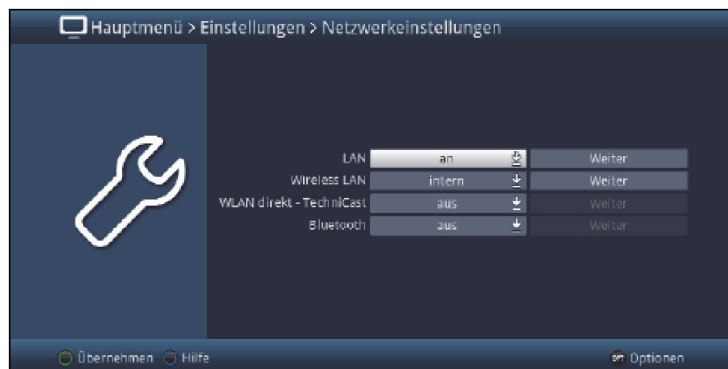 Hauptmenü > Einstellungen > Netzwerkeinstellungen
LAN an Weiter
Wireless LAN intern Weiter
WLAN direkt - TechniCast aus Weiter
Bluetooth aus Weiter
Übernehmen Hilfe OPT Optionen